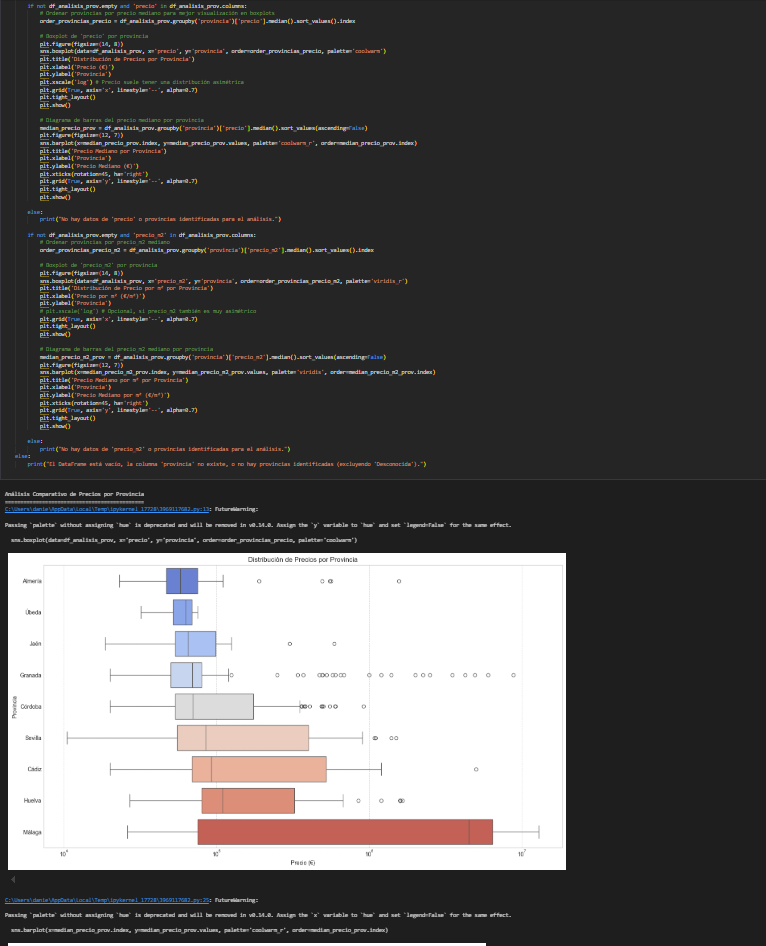 if not df_analisis_prov.empty and 'precio' in df_analisis_prov.columns:
# Ordenar provincias por precio mediano para mejor visualización en boxplots
order_provincias_precio = df_analisis_prov.groupby('provincia')['precio'].median().sort_values().index
# Boxplot de 'precio' por provincia
plt.figure(figsize=(14, 8))
sns.boxplot(data=df_analisis_prov, x='precio', y='provincia', order=order_provincias_precio, palette='coolwarm')
plt.title('Distribución de Precios por Provincia')
plt.xlabel('Precio (€)')
plt.ylabel('Provincia')
plt.xscale('log') # Precio suele tener una distribución asimétrica
plt.grid(True, axis='x', linestyle='--', alpha=0.7)
plt.tight_layout()
plt.show()
# Diagrama de barras del precio mediano por provincia
median_precio_prov = df_analisis_prov.groupby('provincia')['precio'].median().sort_values(ascending=False)
plt.figure(figsize=(12, 7))
sns.barplot(x=median_precio_prov.index, y=median_precio_prov.values, palette='coolwarm_r', order=median_precio_prov.index)
plt.title('Precio Mediano por Provincia')
plt.xlabel('Provincia')
plt.ylabel('Precio Mediano (€)')
plt.xticks(rotation=45, ha='right')
plt.grid(True, axis='y', linestyle='--', alpha=0.7)
plt.tight_layout()
plt.show()
else:
print("No hay datos de 'precio' o provincias identificadas para el análisis.")
if not df_analisis_prov.empty and 'precio_m2' in df_analisis_prov.columns:
# Ordenar provincias por precio_m2 mediano
order_provincias_precio_m2 = df_analisis_prov.groupby('provincia')['precio_m2'].median().sort_values().index
# Boxplot de 'precio_m2' por provincia
plt.figure(figsize=(14, 8))
sns.boxplot(data=df_analisis_prov, x='precio_m2', y='provincia', order=order_provincias_precio_m2, palette='viridis_r')
plt.title('Distribución de Precio por m² por Provincia')
plt.xlabel('Precio por m² (€/m²)')
plt.ylabel('Provincia')
# plt.xscale('log') # Opcional, si precio_m2 también es muy asimétrico
plt.grid(True, axis='x', linestyle='--', alpha=0.7)
plt.tight_layout()
plt.show()
# Diagrama de barras del precio_m2 mediano por provincia
median_precio_m2_prov = df_analisis_prov.groupby('provincia')['precio_m2'].median().sort_values(ascending=False)
plt.figure(figsize=(12, 7))
sns.barplot(x=median_precio_m2_prov.index, y=median_precio_m2_prov.values, palette='viridis', order=median_precio_m2_prov.index)
plt.title('Precio Mediano por m² por Provincia')
plt.xlabel('Provincia')
plt.ylabel('Precio Mediano por m² (€/m²)')
plt.xticks(rotation=45, ha='right')
plt.grid(True, axis='y', linestyle='--', alpha=0.7)
plt.tight_layout()
plt.show()
else:
print("No hay datos de 'precio_m2' o provincias identificadas para el análisis.")
else:
print("El DataFrame está vacío, la columna 'provincia' no existe, o no hay provincias identificadas (excluyendo 'Desconocida').")
Análisis Comparativo de Precios por Provincia
==============================================
C:\Users\danie\AppData\Local\Temp\ipykernel_17728\3969117682.py:13: FutureWarning:
Passing `palette` without assigning `hue` is deprecated and will be removed in v0.14.0. Assign the `y` variable to `hue` and set `legend=False` for the same effect.
sns.boxplot(data=df_analisis_prov, x='precio', y='provincia', order=order_provincias_precio, palette='coolwarm')
Distribución de Precios por Provincia
Almería
Úbeda
Jaén
Granada
Córdoba
Sevilla
Cádiz
Huelva
Málaga
Provincia
10⁴ 10⁵ 10⁶ 10⁷
Precio (€)
C:\Users\danie\AppData\Local\Temp\ipykernel_17728\3969117682.py:25: FutureWarning:
Passing `palette` without assigning `hue` is deprecated and will be removed in v0.14.0. Assign the `x` variable to `hue` and set `legend=False` for the same effect.
sns.barplot(x=median_precio_prov.index, y=median_precio_prov.values, palette='coolwarm_r', order=median_precio_prov.index)